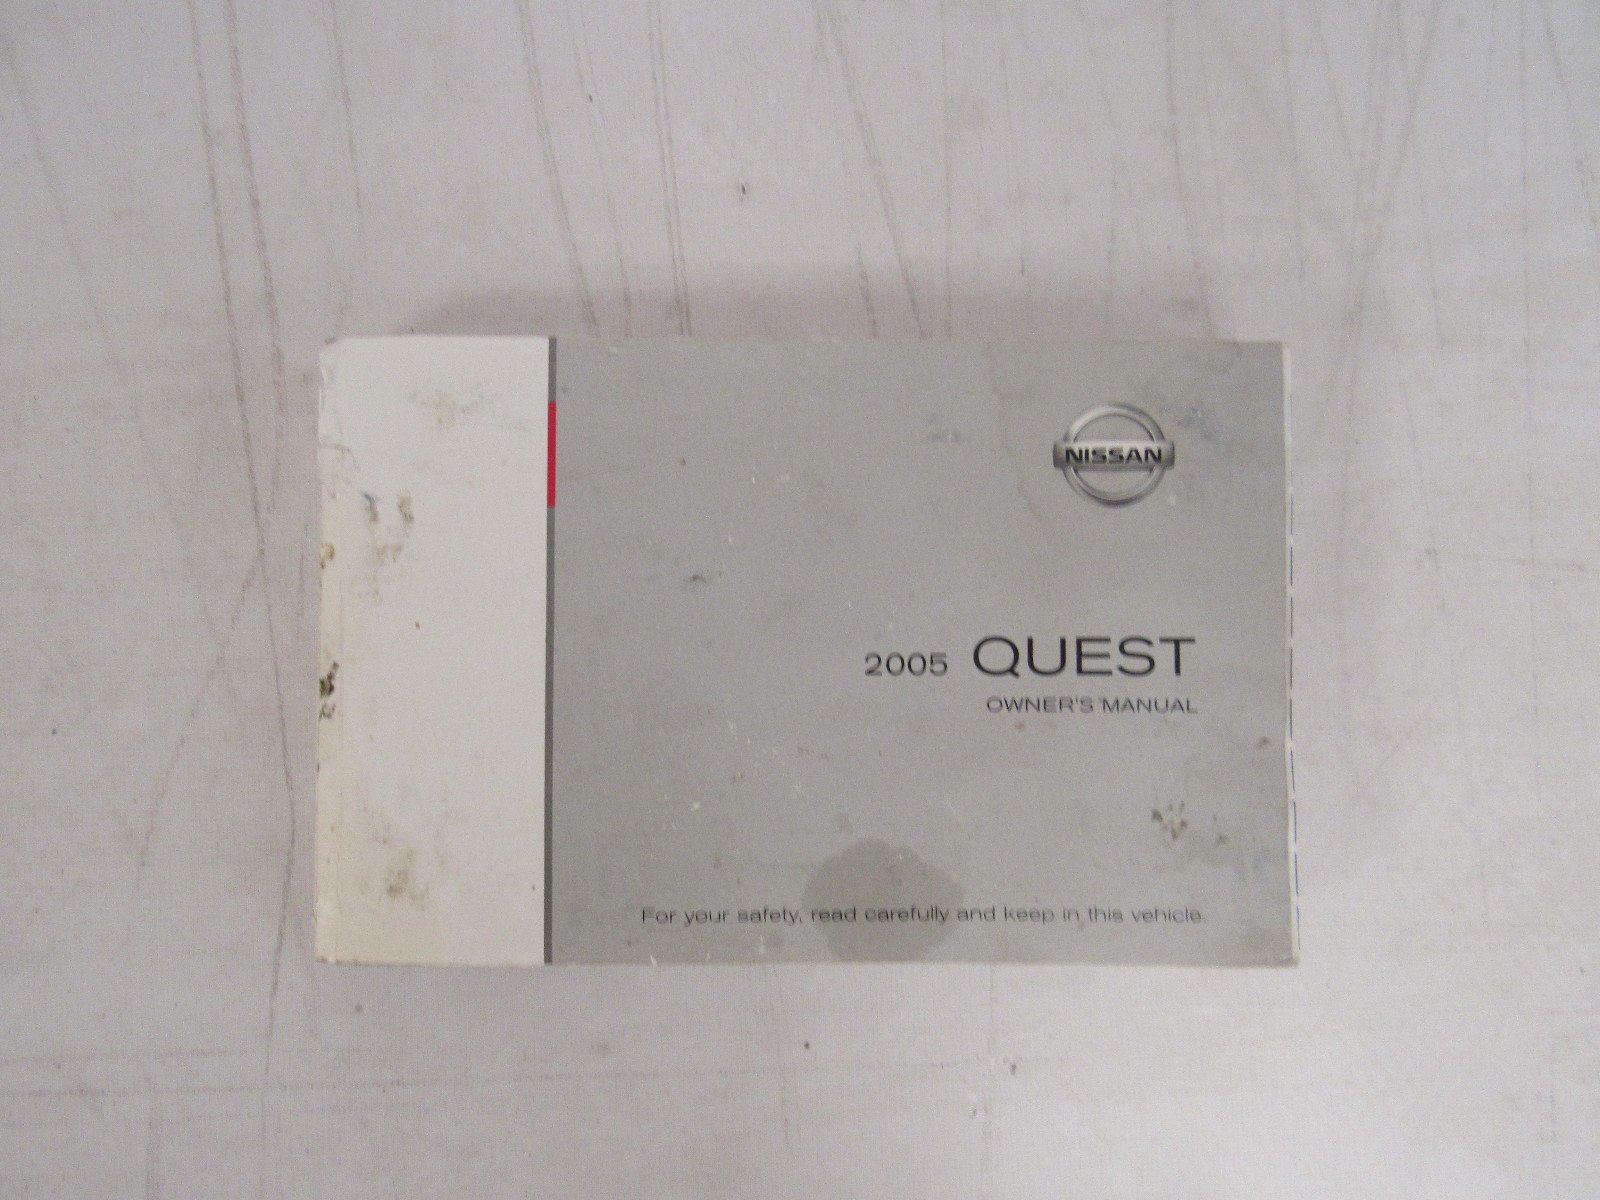 NISSAN
2005 QUEST
OWNER'S MANUAL
For your safety, read carefully and keep in this vehicle.